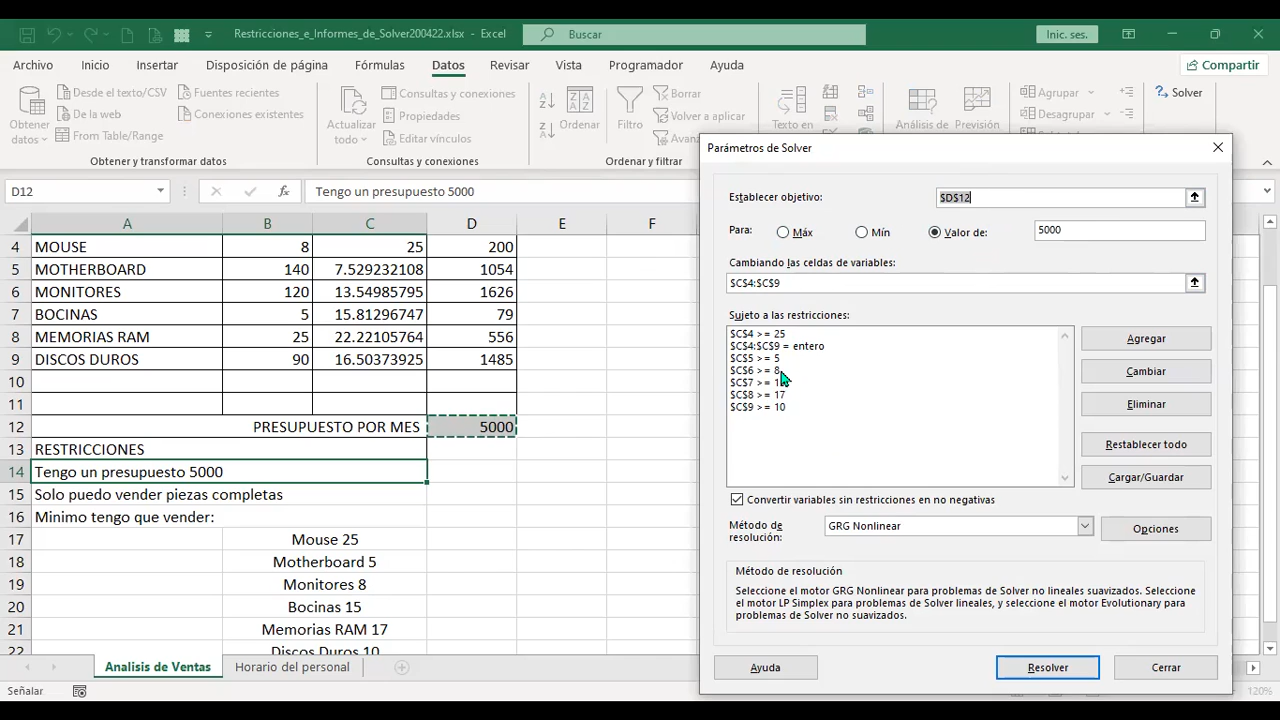 Restricciones_e_Informes_de_Solver200422.xlsx - Excel
Buscar
Inic. ses.
Archivo Inicio Insertar Disposición de página Fórmulas Datos Revisar Vista Programador Ayuda
Compartir
Obtener datos
Desde el texto/CSV
De la web
From Table/Range
Fuentes recientes
Conexiones existentes
Obtener y transformar datos
Actualizar todo
Consultas y conexiones
Propiedades
Editar vínculos
Consultas y conexiones
Ordenar
Filtro
Borrar
Volver a aplicar
Ordenar y filtrar
Texto en
Análisis de
Previsión
Agrupar
Desagrupar
Solver
D12
fx
Tengo un presupuesto 5000
A B C D E F
4 MOUSE 8 25 200
5 MOTHERBOARD 140 7.529232108 1054
6 MONITORES 120 13.54985795 1626
7 BOCINAS 5 15.81296747 79
8 MEMORIAS RAM 25 22.22105764 556
9 DISCOS DUROS 90 16.50373925 1485
10
11
12 PRESUPUESTO POR MES 5000
13 RESTRICCIONES
14 Tengo un presupuesto 5000
15 Solo puedo vender piezas completas
16 Minimo tengo que vender:
17 Mouse 25
18 Motherboard 5
19 Monitores 8
20 Bocinas 15
21 Memorias RAM 17
22 Discos Duros 10
Analisis de Ventas
Horario del personal
Señalar
120%
Parámetros de Solver
Establecer objetivo:
$D$12
Para:
Máx
Mín
Valor de:
5000
Cambiando las celdas de variables:
$C$4:$C$9
Sujeto a las restricciones:
$C$4 >= 25
$C$4:$C$9 = entero
$C$5 >= 5
$C$6 >= 8
$C$7 >=
$C$8 >= 17
$C$9 >= 10
Agregar
Cambiar
Eliminar
Restablecer todo
Cargar/Guardar
Convertir variables sin restricciones en no negativas
Método de resolución:
GRG Nonlinear
Opciones
Método de resolución
Seleccione el motor GRG Nonlinear para problemas de Solver no lineales suavizados. Seleccione
el motor LP Simplex para problemas de Solver lineales, y seleccione el motor Evolutionary para
problemas de Solver no suavizados.
Ayuda
Resolver
Cerrar